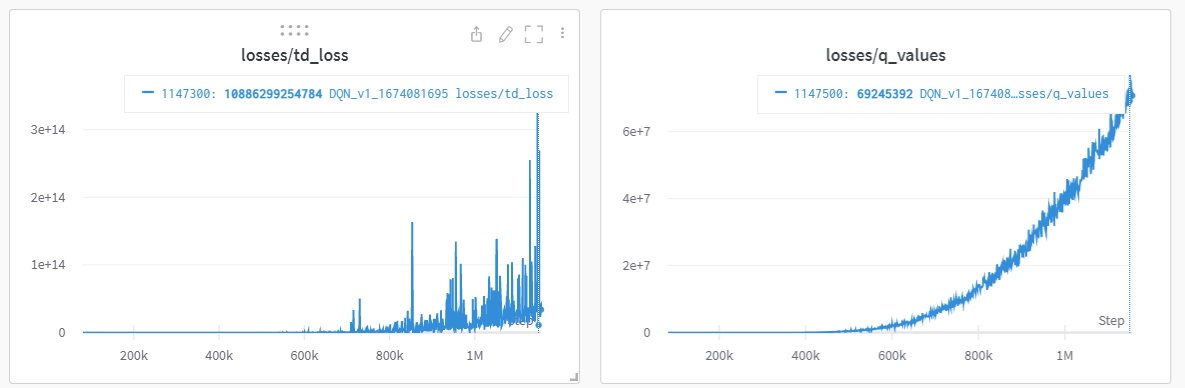 losses/td_loss
1147300: 10886299254784 DQN_v1_1674081695 losses/td_loss
3e+14
2e+14
1e+14
0
Step
200k
400k
600k
800k
1M
losses/q_values
1147500: 69245392 DQN_v1_167408…sses/q_values
6e+7
4e+7
2e+7
0
Step
200k
400k
600k
800k
1M